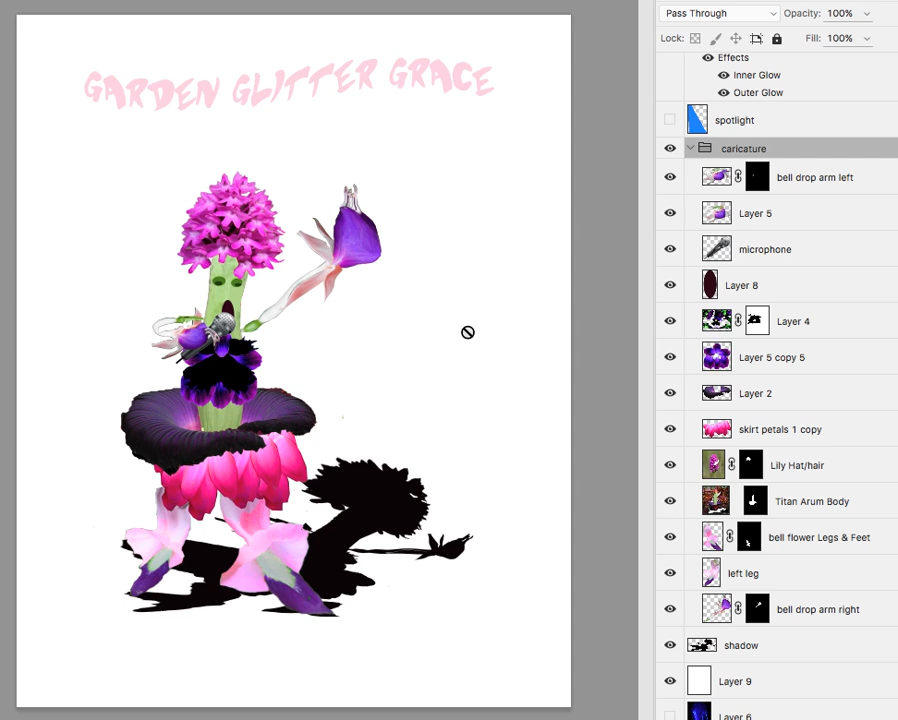 Pass Through Opacity: 100%
Lock: Fill: 100%
GARDEN GLITTER GRACE
Effects
Inner Glow
Outer Glow
spotlight
caricature
bell drop arm left
Layer 5
microphone
Layer 8
Layer 4
Layer 5 copy 5
Layer 2
skirt petals 1 copy
Lily Hat/hair
Titan Arum Body
bell flower Legs & Feet
left leg
bell drop arm right
shadow
Layer 9
Layer 6